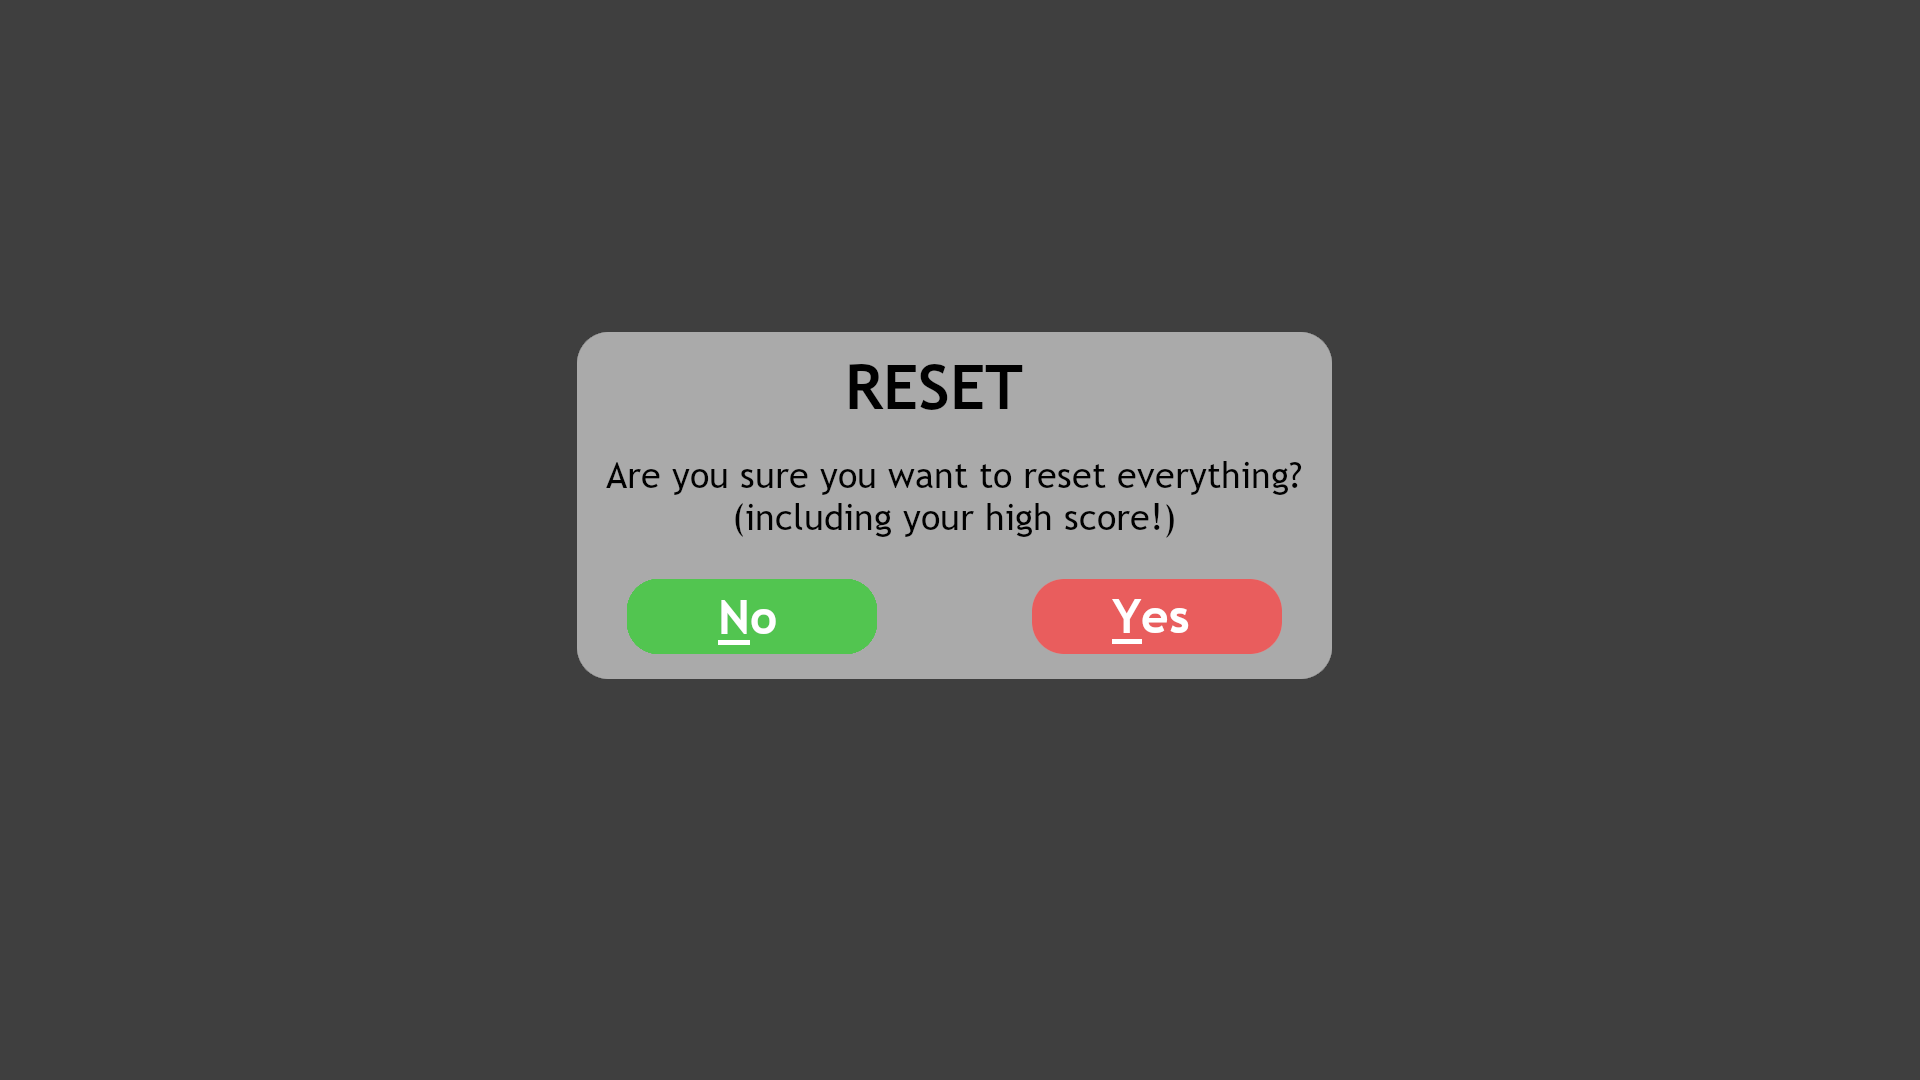 RESET
Are you sure you want to reset everything?
(including your high score!)
No
Yes